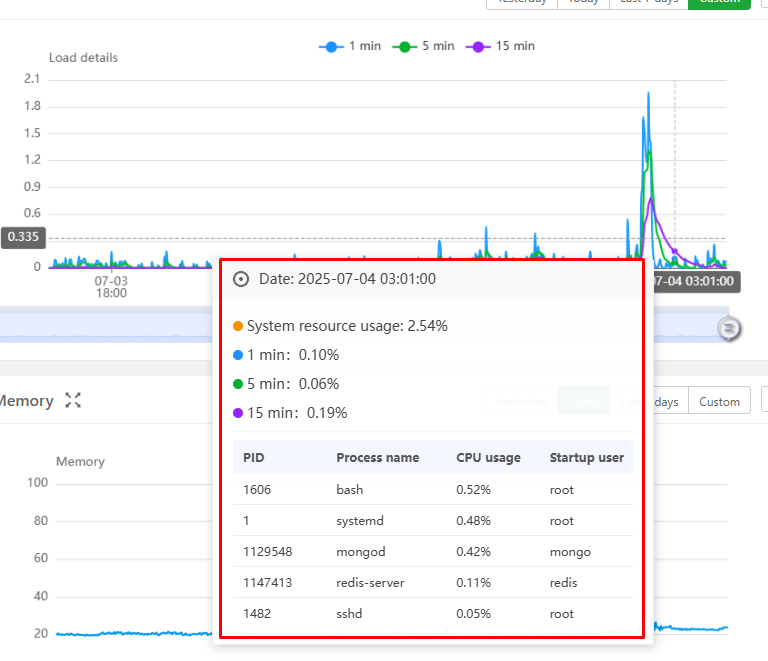 Yesterday Today Last 7 days Custom
1 min 5 min 15 min
Load details
2.1
1.8
1.5
1.2
0.9
0.6
0.335
0
07-03
18:00
07-04 03:01:00
Date: 2025-07-04 03:01:00
System resource usage: 2.54%
1 min: 0.10%
5 min: 0.06%
15 min: 0.19%
Memory
Yesterday Today days Custom
PID Process name CPU usage Startup user
1606 bash 0.52% root
1 systemd 0.48% root
1129548 mongod 0.42% mongo
1147413 redis-server 0.11% redis
1482 sshd 0.05% root
Memory
100
80
60
40
20